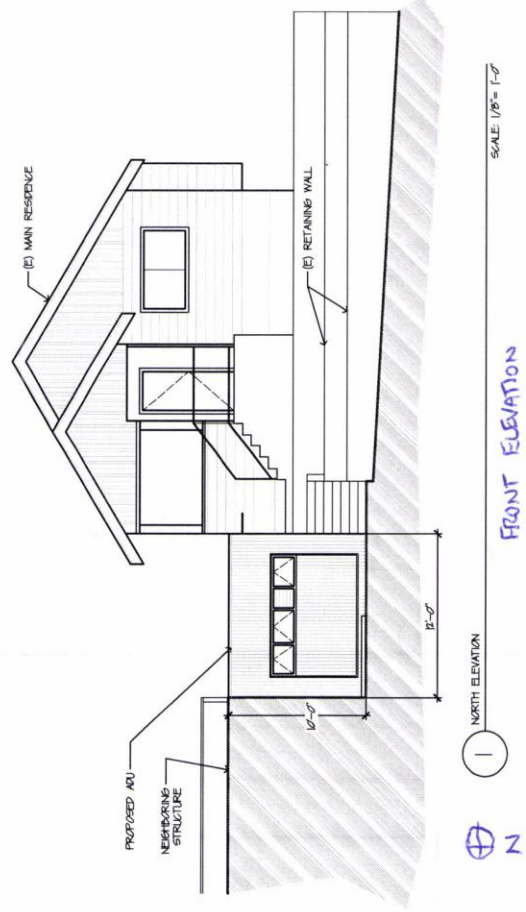 (E) MAIN RESIDENCE
PROPOSED ADU
NEIGHBORING
STRUCTURE
(E) RETAINING WALL
10'-0"
12'-0"
1
NORTH ELEVATION
SCALE: 1/8" = 1'-0"
N
FRONT ELEVATION